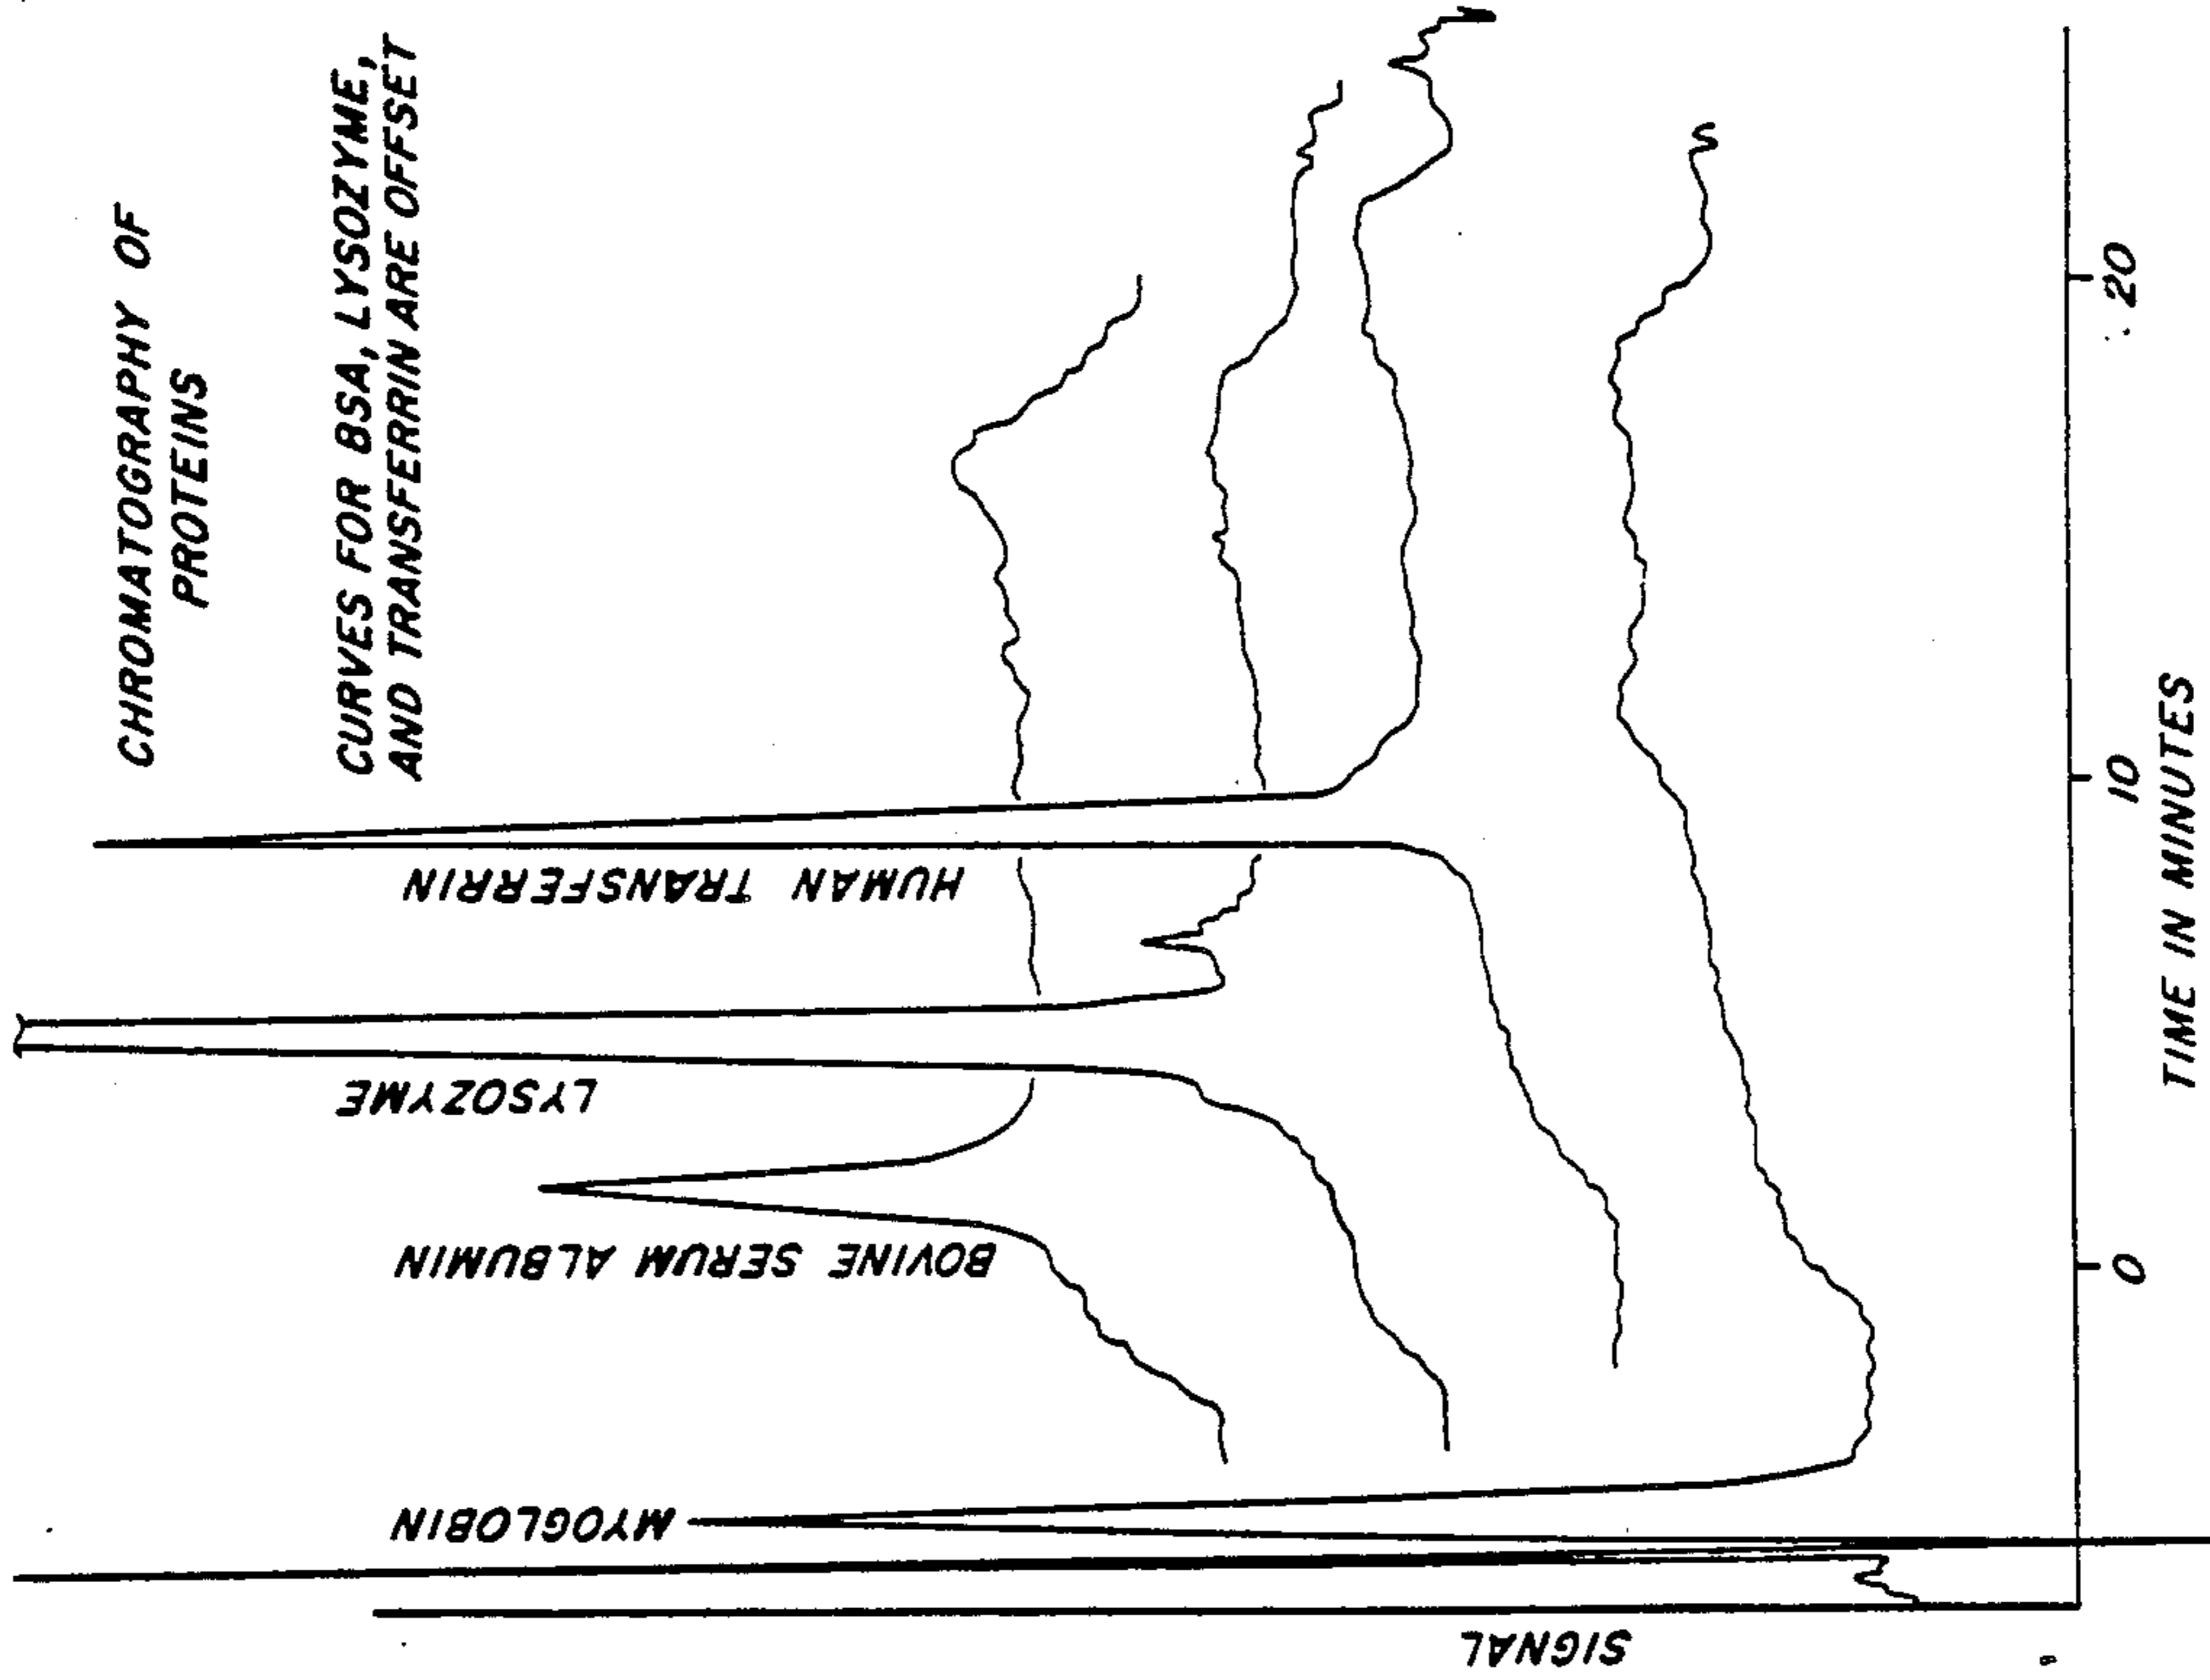 CHROMATOGRAPHY OF
PROTEINS
CURVES FOR BSA, LYSOZYME,
AND TRANSFERRIN ARE OFFSET
HUMAN TRANSFERRIN
LYSOZYME
BOVINE SERUM ALBUMIN
MYOGLOBIN
SIGNAL
0
10
20
TIME IN MINUTES